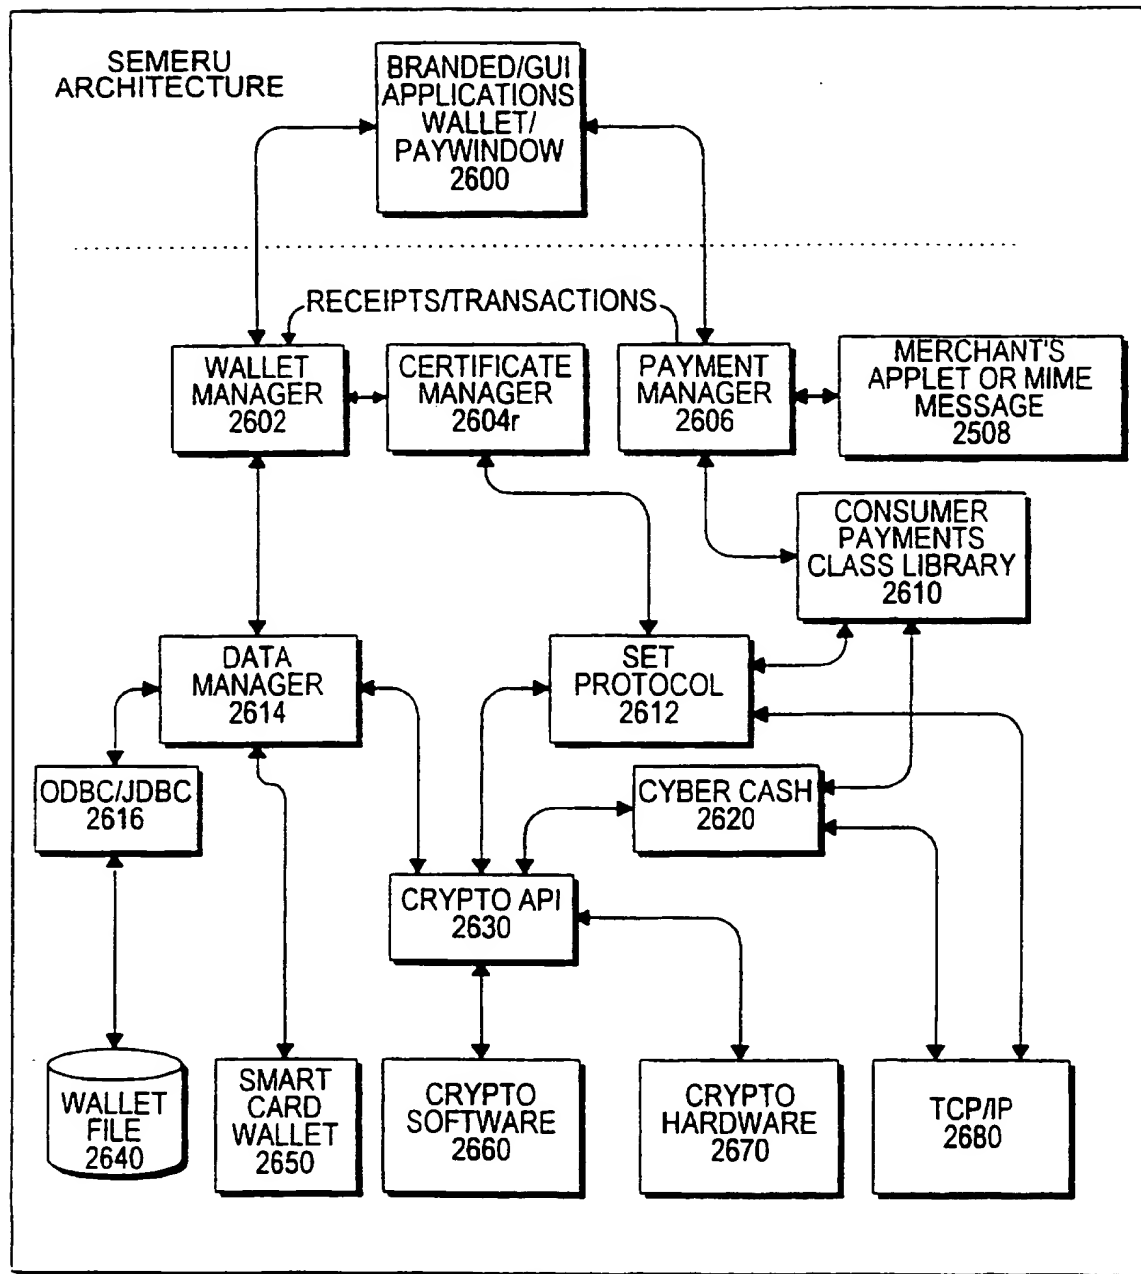 SEMERU
ARCHITECTURE
BRANDED/GUI
APPLICATIONS
WALLET/
PAYWINDOW
2600
RECEIPTS/TRANSACTIONS
WALLET
MANAGER
2602
CERTIFICATE
MANAGER
2604r
PAYMENT
MANAGER
2606
MERCHANT'S
APPLET OR MIME
MESSAGE
2508
CONSUMER
PAYMENTS
CLASS LIBRARY
2610
DATA
MANAGER
2614
SET
PROTOCOL
2612
ODBC/JDBC
2616
CYBER CASH
2620
CRYPTO API
2630
WALLET
FILE
2640
SMART
CARD
WALLET
2650
CRYPTO
SOFTWARE
2660
CRYPTO
HARDWARE
2670
TCP/IP
2680